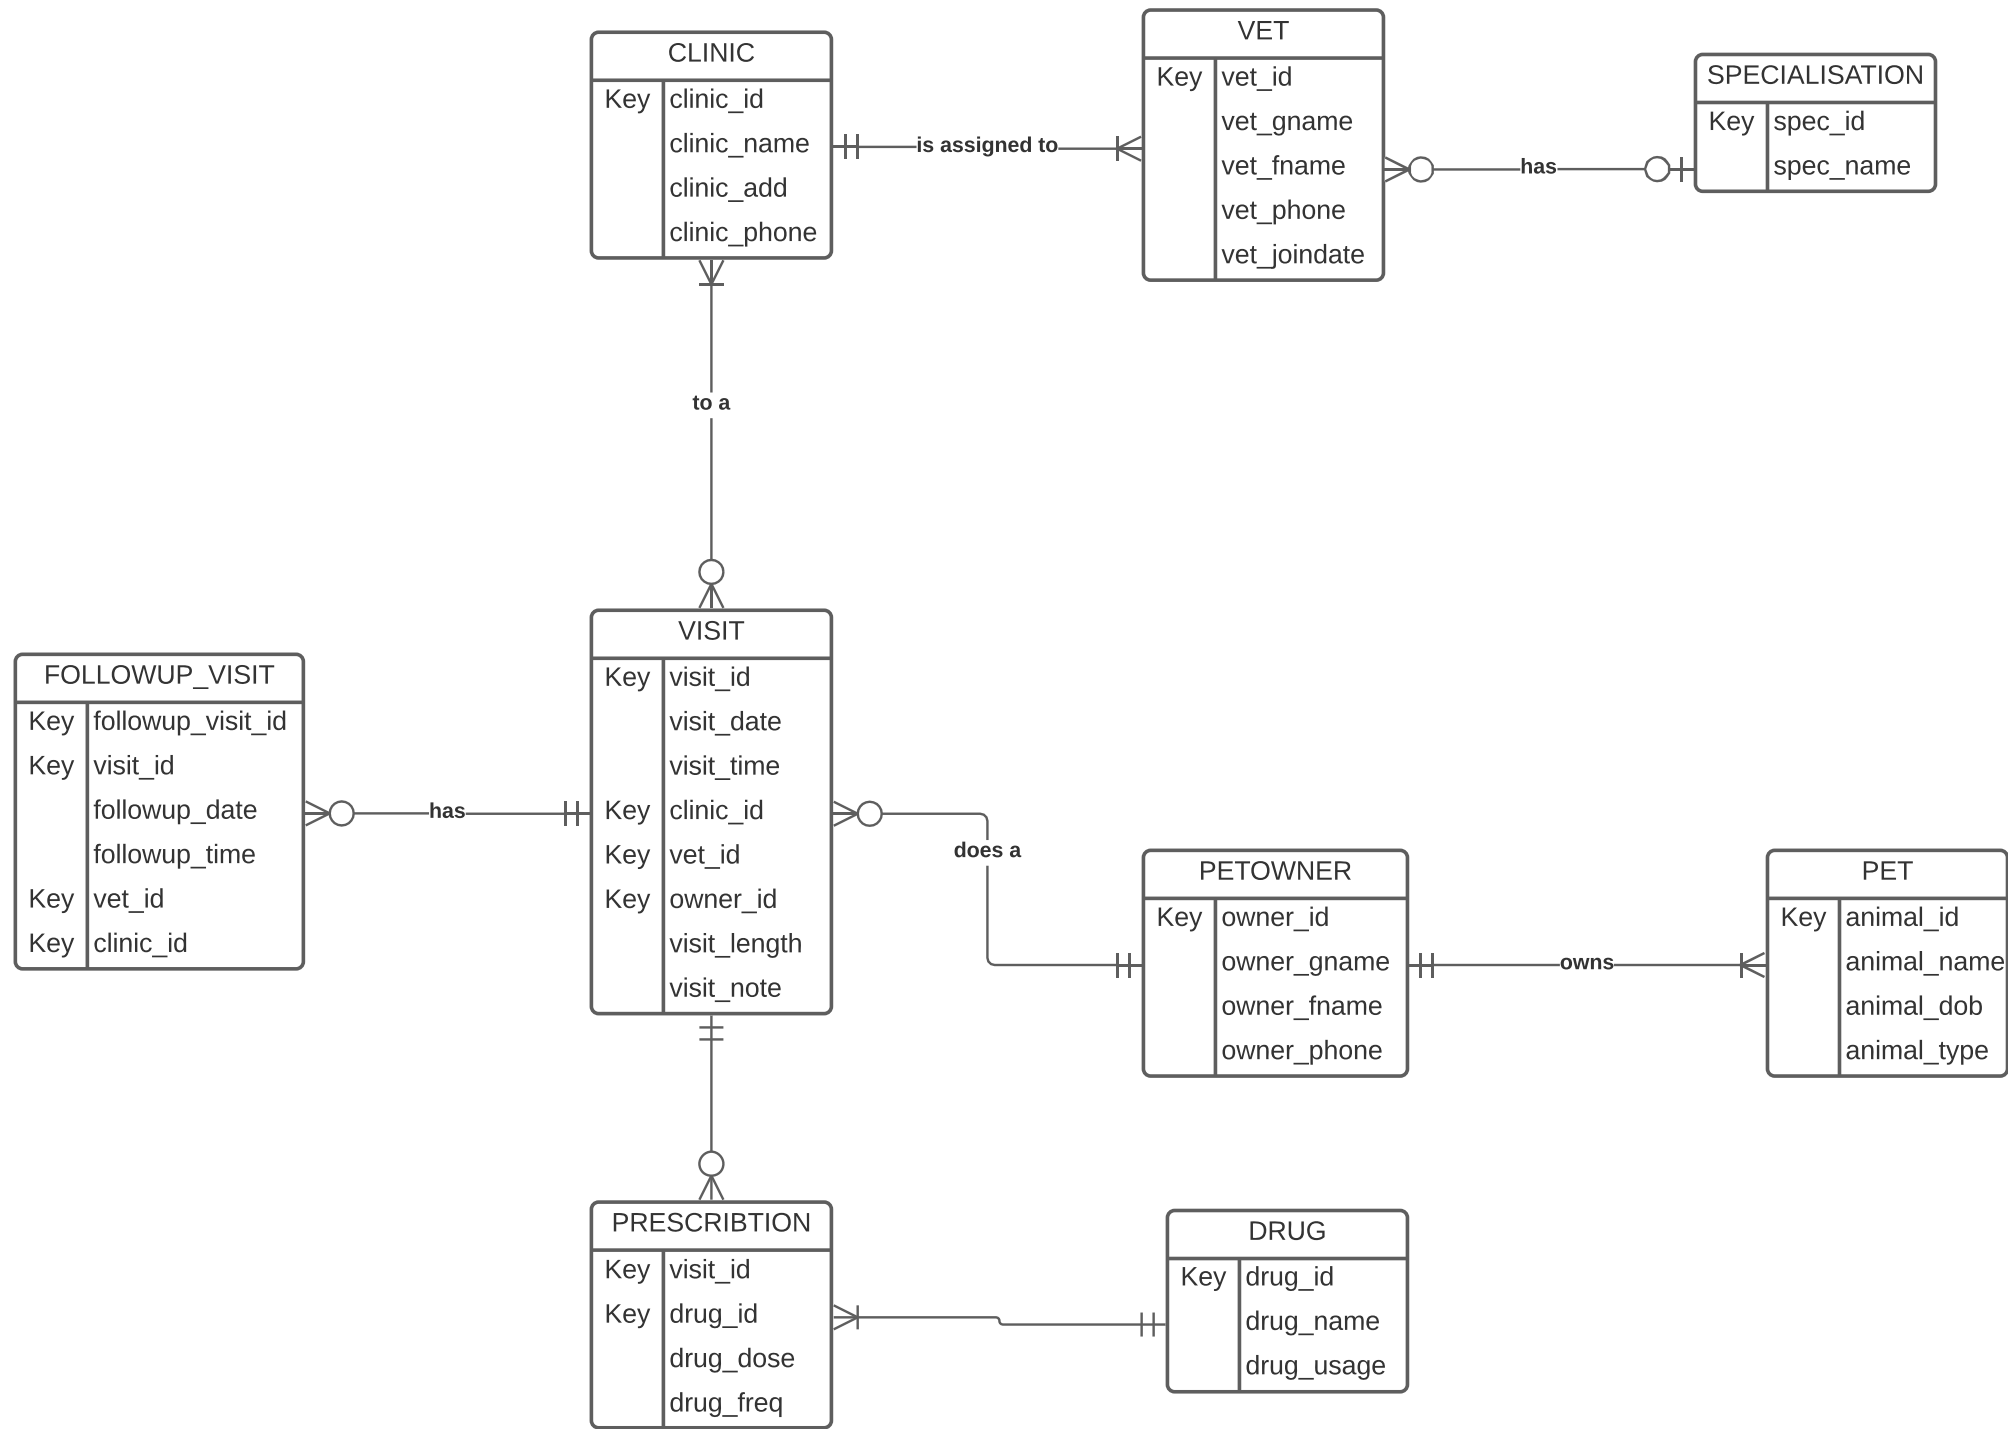 CLINIC
Key clinic_id
clinic_name
clinic_add
clinic_phone
is assigned to
VET
Key vet_id
vet_gname
vet_fname
vet_phone
vet_joindate
has
SPECIALISATION
Key spec_id
spec_name
to a
FOLLOWUP_VISIT
Key followup_visit_id
Key visit_id
followup_date
followup_time
Key vet_id
Key clinic_id
has
VISIT
Key visit_id
visit_date
visit_time
Key clinic_id
Key vet_id
Key owner_id
visit_length
visit_note
does a
PETOWNER
Key owner_id
owner_gname
owner_fname
owner_phone
owns
PET
Key animal_id
animal_name
animal_dob
animal_type
PRESCRIBTION
Key visit_id
Key drug_id
drug_dose
drug_freq
DRUG
Key drug_id
drug_name
drug_usage